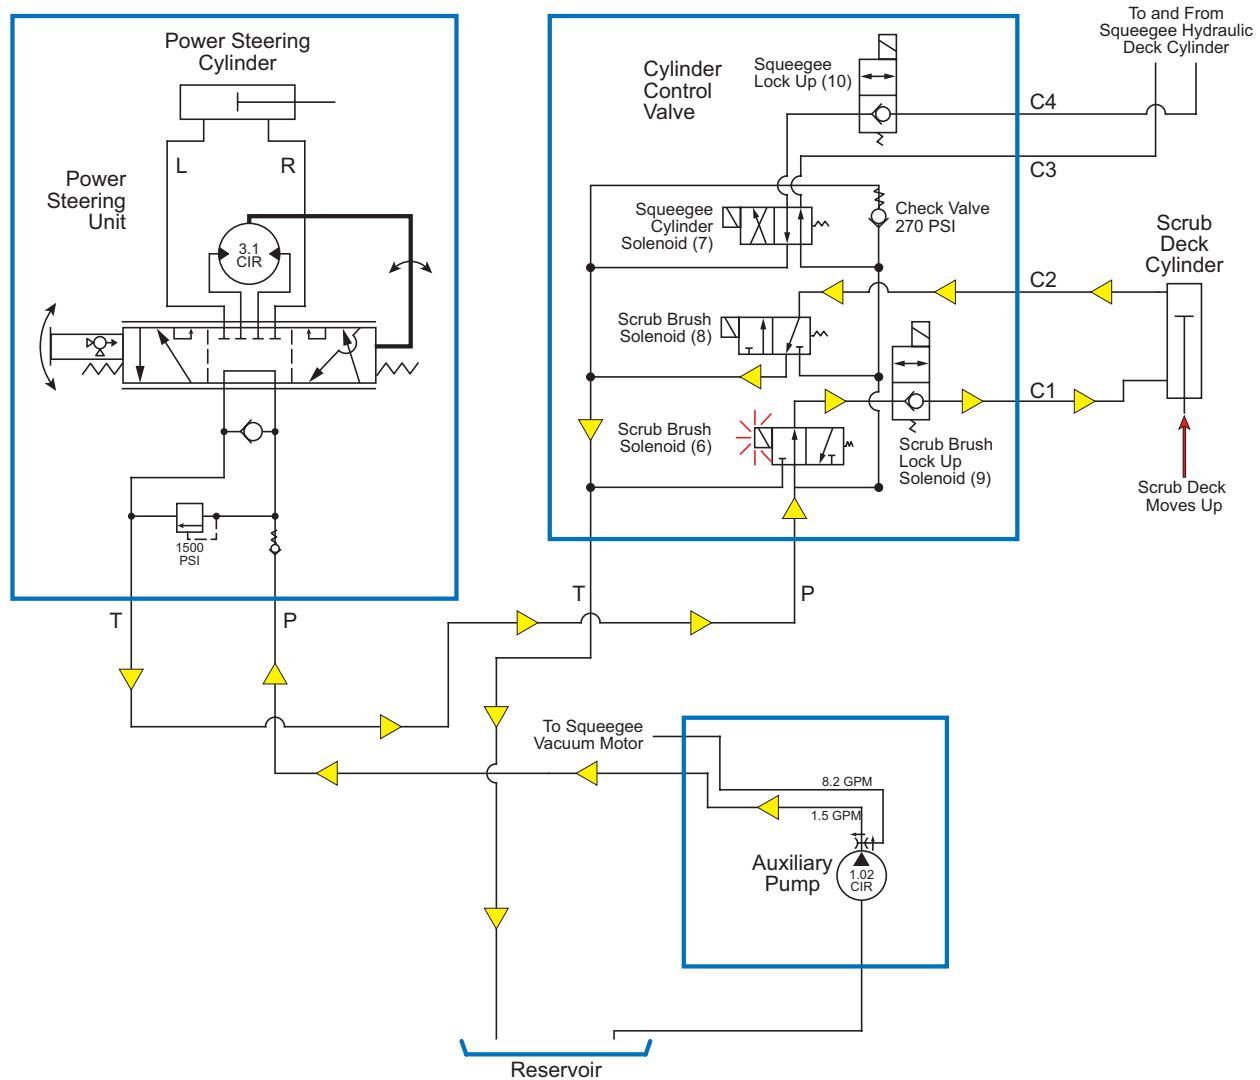 Power Steering
Cylinder
L
R
Power
Steering
Unit
3.1
CIR
1500
PSI
T
P
Cylinder
Control
Valve
Squeegee
Lock Up (10)
To and From
Squeegee Hydraulic
Deck Cylinder
C4
C3
Squeegee
Cylinder
Solenoid (7)
Check Valve
270 PSI
Scrub
Deck
Cylinder
C2
Scrub Brush
Solenoid (8)
C1
Scrub Brush
Solenoid (6)
Scrub Brush
Lock Up
Solenoid (9)
Scrub Deck
Moves Up
T
P
To Squeegee
Vacuum Motor
8.2 GPM
1.5 GPM
Auxiliary
Pump
1.02
CIR
Reservoir